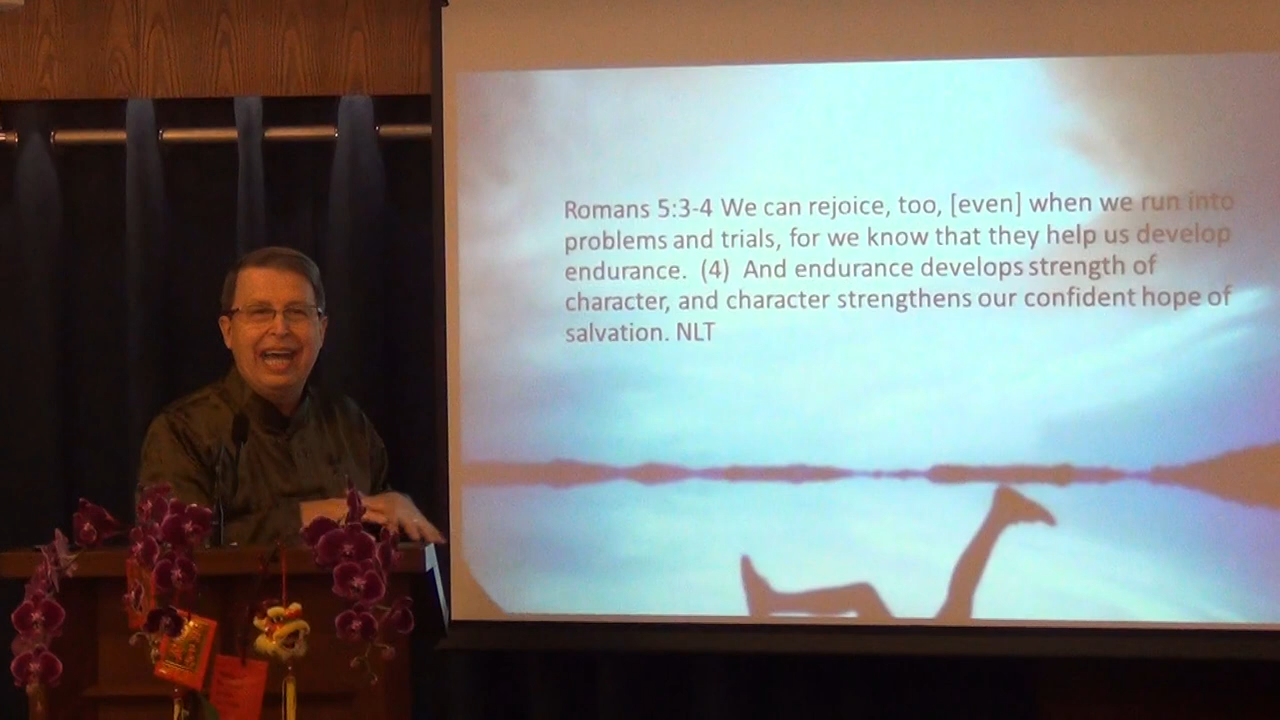 Romans 5:3-4 We can rejoice, too, [even] when we run into
problems and trials, for we know that they help us develop
endurance. (4) And endurance develops strength of
character, and character strengthens our confident hope of
salvation. NLT